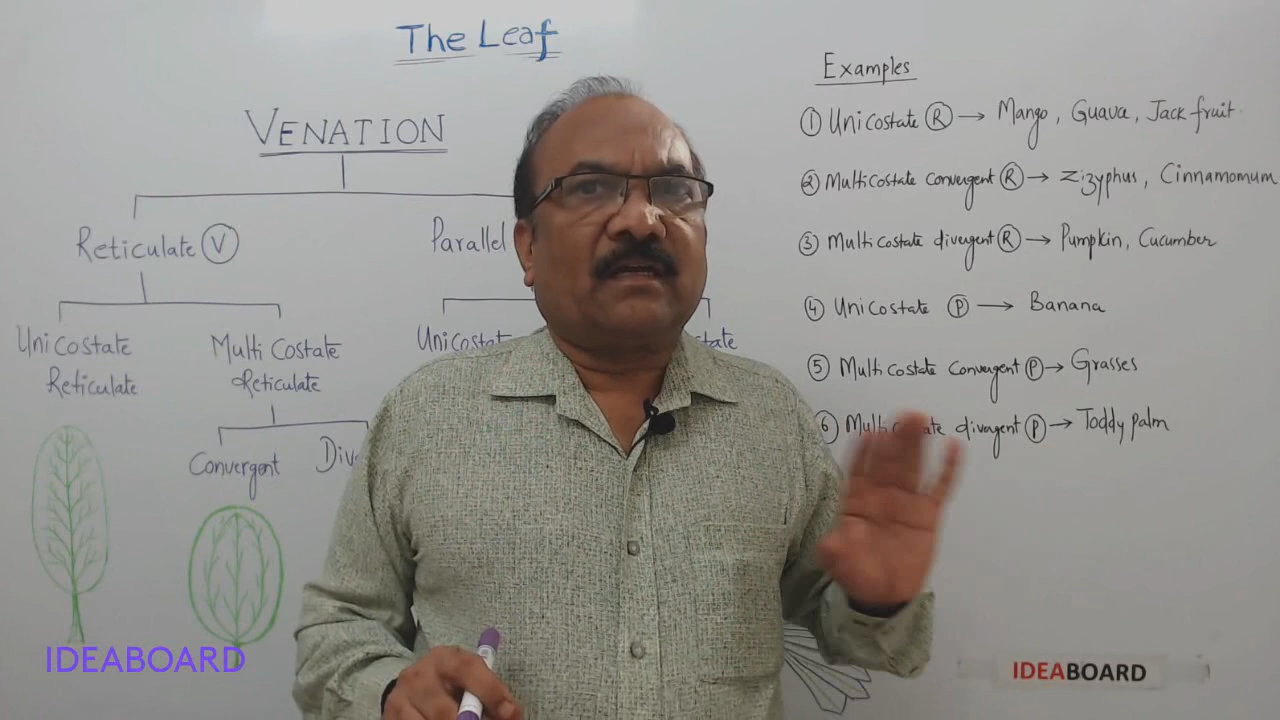 The Leaf
VENATION
Reticulate V
Parallel
Unicostate
Reticulate
Multi Costate
Reticulate
Convergent
Examples
① Unicostate Ⓡ → Mango, Guava, Jack fruit
② Multicostate convergent Ⓡ → Zizyphus, Cinnamomum
③ Multicostate divergent Ⓡ → Pumpkin, Cucumber
④ Unicostate Ⓟ → Banana
⑤ Multicostate convergent Ⓟ → Grasses
⑥ divergent Ⓟ → Toddy palm
IDEABOARD
IDEABOARD